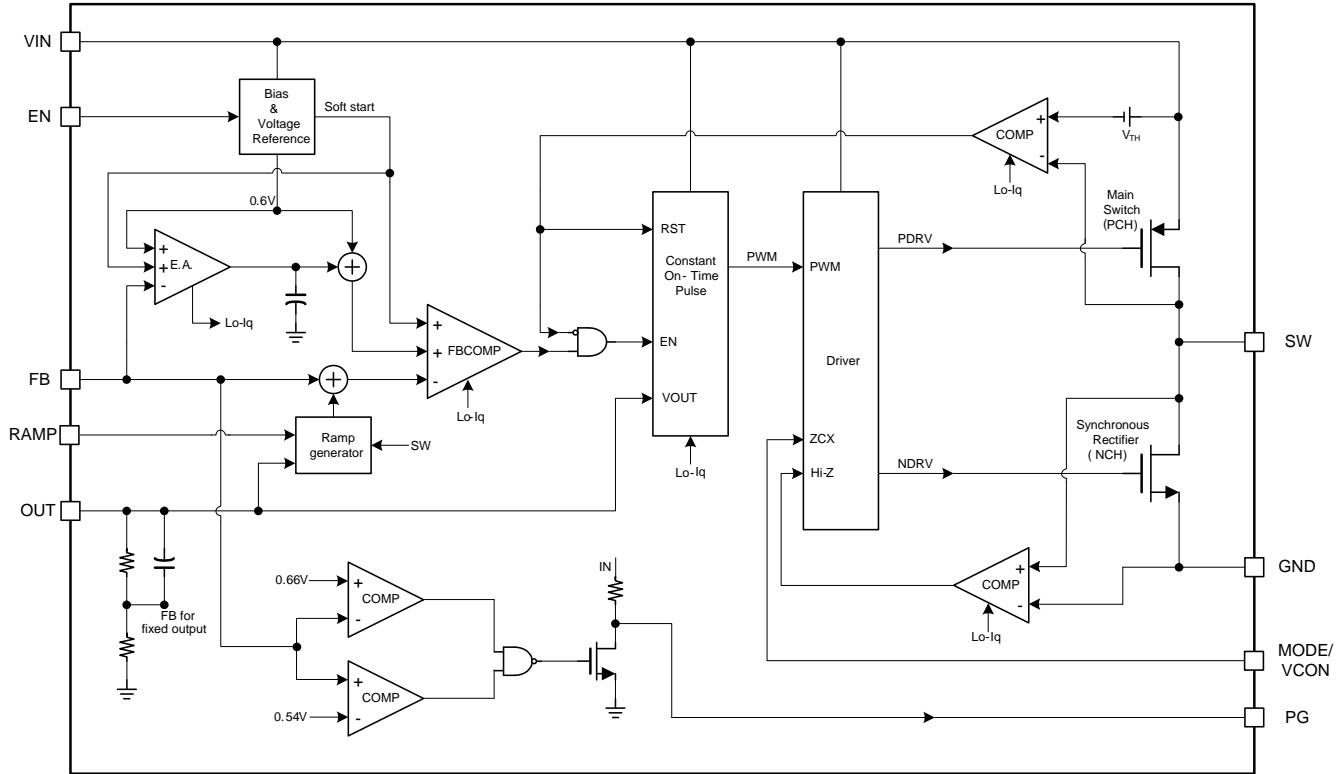 VIN
EN
Bias
&
Voltage
Reference
Soft start
0.6V
+
+
-
E.A.
Lo-Iq
+
FB
+
RAMP
Ramp
generator
SW
OUT
FB for
fixed output
+
+
-
FBCOMP
Lo-Iq
RST
EN
VOUT
Constant
On- Time
Pulse
Lo-Iq
PWM
PWM
ZCX
Hi-Z
Driver
PDRV
NDRV
COMP
+
-
Lo-Iq
VTH
Main
Switch
(PCH)
SW
Synchronous
Rectifier
( NCH)
COMP
+
-
Lo-Iq
GND
MODE/
VCON
PG
0.66V
+
-
COMP
0.54V
+
-
COMP
IN